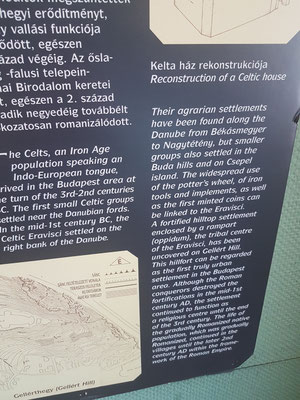 hegyi erődítményt,
y vallási funkciója
ődött, egészen
zázad végéig. Az ősla-
g -falusi telepein-
nai Birodalom keretei
t, egészen a 2. század
adik negyedéig továbbélt
kozatosan romanizálódott.
he Celts, an Iron Age
population speaking an
Indo-European tongue,
rived in the Budapest area at
he turn of the 3rd-2nd centuries
C. The first small Celtic groups
ettled near the Danubian fords.
n the mid-1st century BC, the
Celtic Eravisci settled on the
right bank of the Danube.
Gellérthegy (Gellért Hill)
Kelta ház rekonstrukciója
Reconstruction of a Celtic house
Their agrarian settlements
have been found along the
Danube from Békásmegyer
to Nagytétény, but smaller
groups also settled in the
Buda hills and on Csepel
island. The widespread use
of the potter's wheel, of iron
tools and implements, as well
as the first minted coins can
be linked to the Eravisci.
A fortified hilltop settlement
enclosed by a rampart
(oppidum), the tribal centre
of the Eravisci, has been
uncovered on Gellért Hill.
This hillfort can be regarded
as the first truly urban
settlement in the Budapest
area. Although the Roman
conquerors destroyed the
fortifications in the mid-1st
century AD, the settlement
continued to function as
a religious centre until the end
of the 3rd century. The life of
the gradually Romanized native
population, which was gradually
Romanized, continued in the
villages until the later 2nd
century AD within the frame-
work of the Roman Empire.